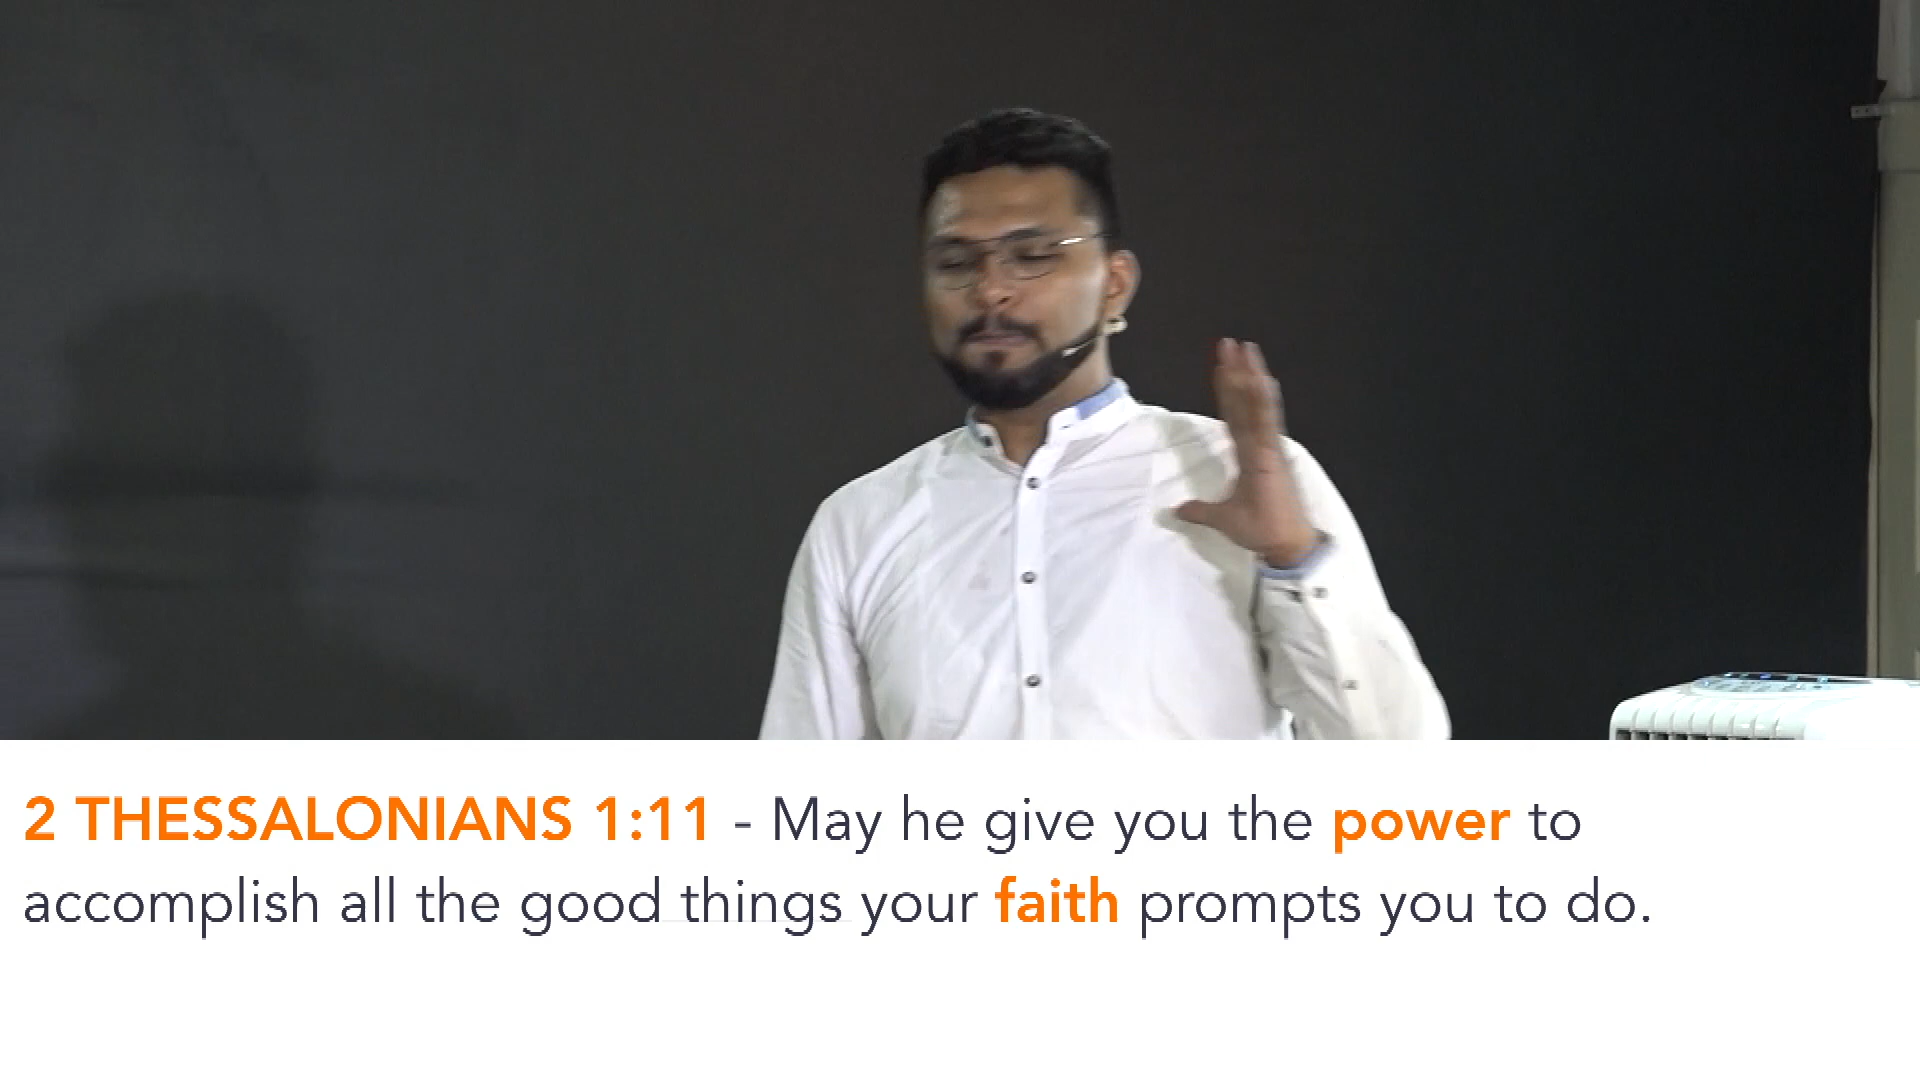 2 THESSALONIANS 1:11 - May he give you the power to
accomplish all the good things your faith prompts you to do.